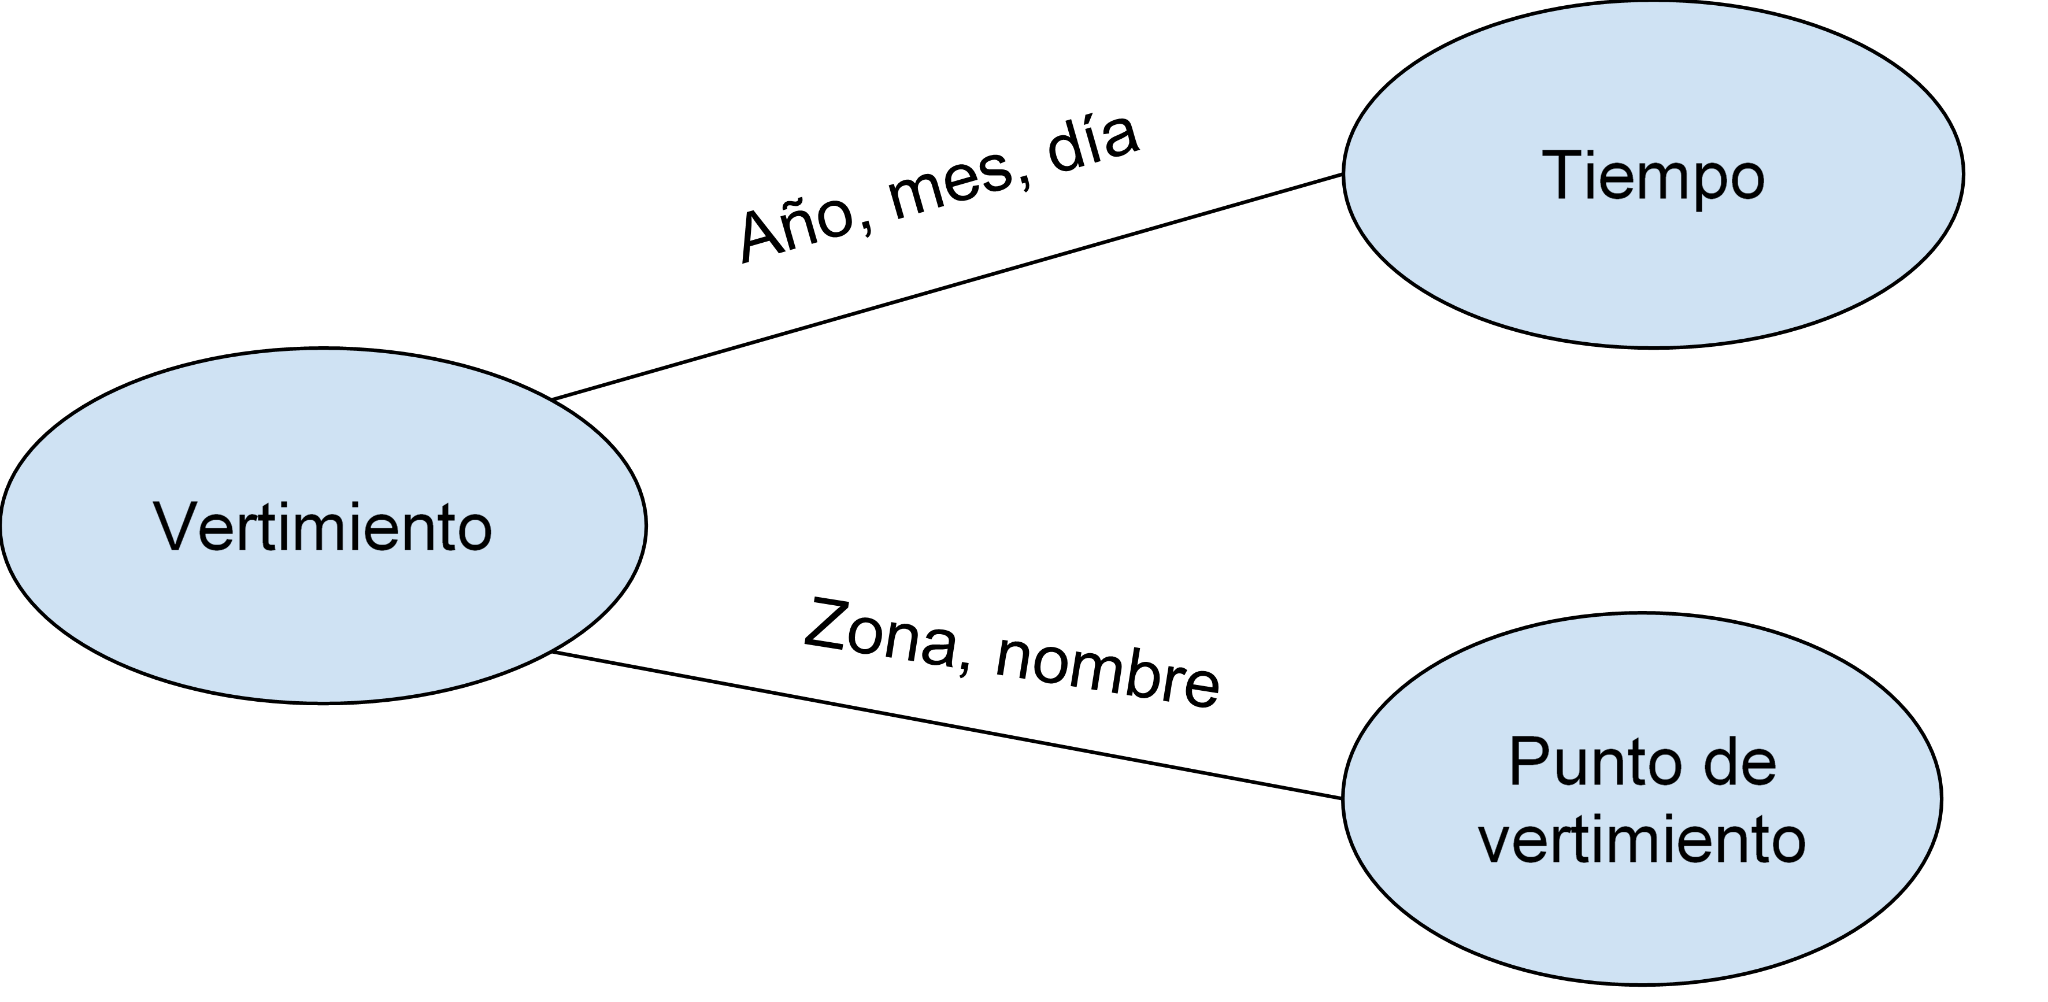 Año, mes, día
Tiempo
Vertimiento
Zona, nombre
Punto de
vertimiento